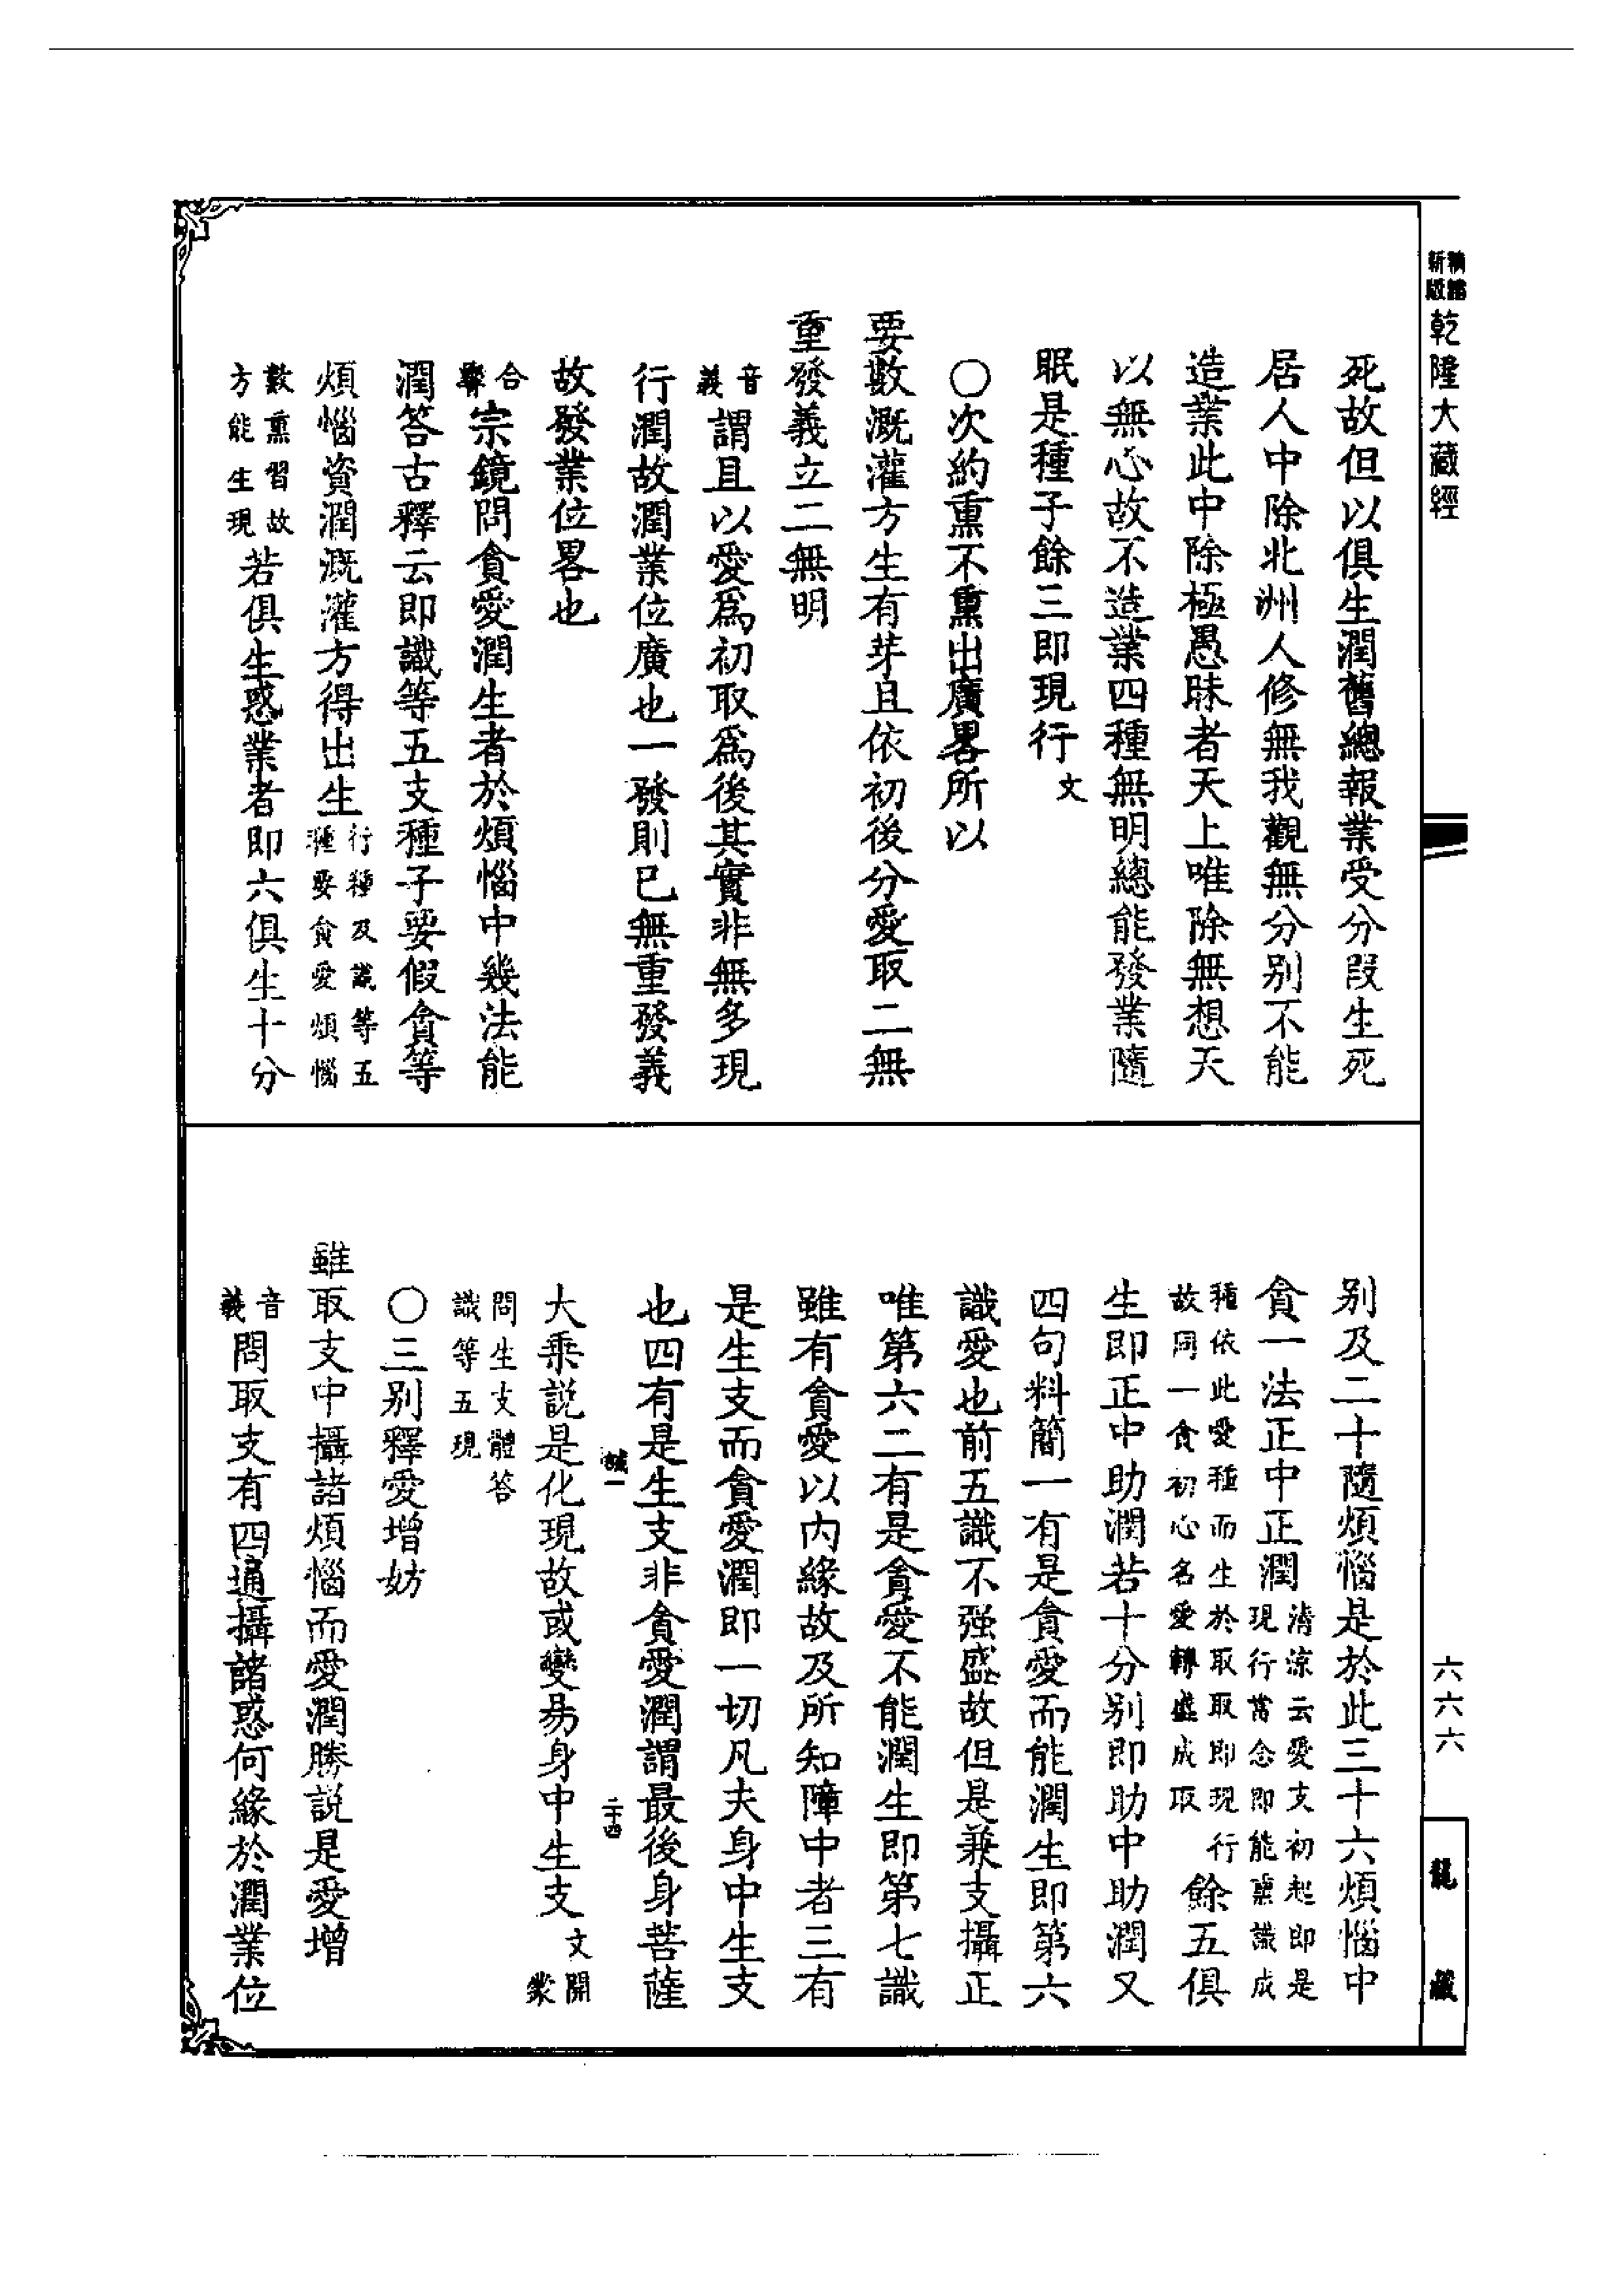 精縮新版乾隆大藏經
死故但以俱生潤舊總報業受分段生死
居人中除北洲人修無我觀無分别不能
造業此中除極愚昧者天上唯除無想天
以無心故不造業四種無明總能發業隨
眠是種子餘三即現行文
〇次約熏不熏出廣畧所以
要數溉灌方生有芽且依初後分愛取二無
重發義立二無明
音義謂且以愛爲初取爲後其實非無多現
行潤故潤業位廣也一發則已無重發義
故發業位畧也
合響宗鏡問貪愛潤生者於煩惱中幾法能
潤答古釋云即識等五支種子要假貪等
煩惱資潤溉灌方得出生行種及識等五種要貪愛煩惱
數熏習故方能生現若俱生惑業者即六俱生十分
别及二十隨煩惱是於此三十六煩惱中
貪一法正中正潤清涼云愛支初起即是現行當念即能熏識成
種依此愛種而生於取取即現行故同一貪初心名愛轉盛成取餘五俱
生即正中助潤若十分别即助中助潤又
四句料簡一有是貪愛而能潤生即第六
識愛也前五識不强盛故但是兼支攝正
唯第六二有是貪愛不能潤生即第七識
雖有貪愛以内緣故及所知障中者三有
是生支而貪愛潤即一切凡夫身中生支
也四有是生支非貪愛潤謂最後身菩薩
誠一
二十四
大乘説是化現故或變易身中生支文開蒙
問生支體答識等五現
〇三别釋愛增妨
雖取支中攝諸煩惱而愛潤勝説是愛增
音義問取支有四通攝諸惑何緣於潤業位
六六六
龍藏